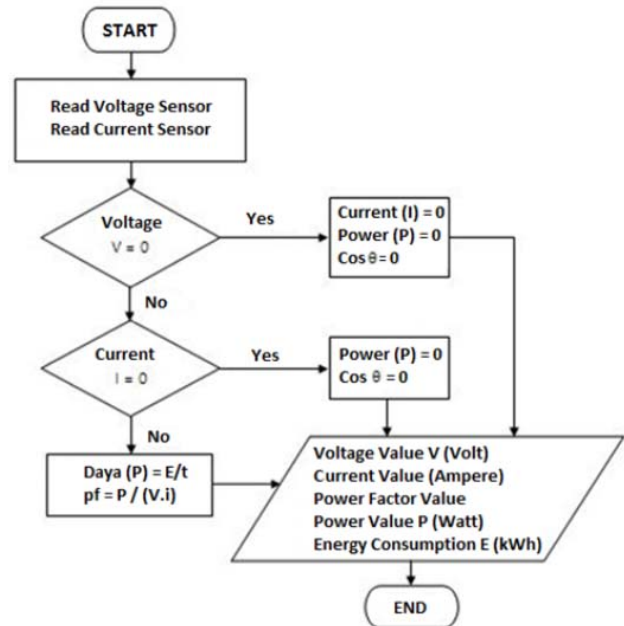 START
Read Voltage Sensor
Read Current Sensor
Voltage
V = 0
Yes
Current (I) = 0
Power (P) = 0
Cos θ = 0
No
Current
I = 0
Yes
Power (P) = 0
Cos θ = 0
No
Daya (P) = E/t
pf = P / (V.i)
Voltage Value V (Volt)
Current Value (Ampere)
Power Factor Value
Power Value P (Watt)
Energy Consumption E (kWh)
END